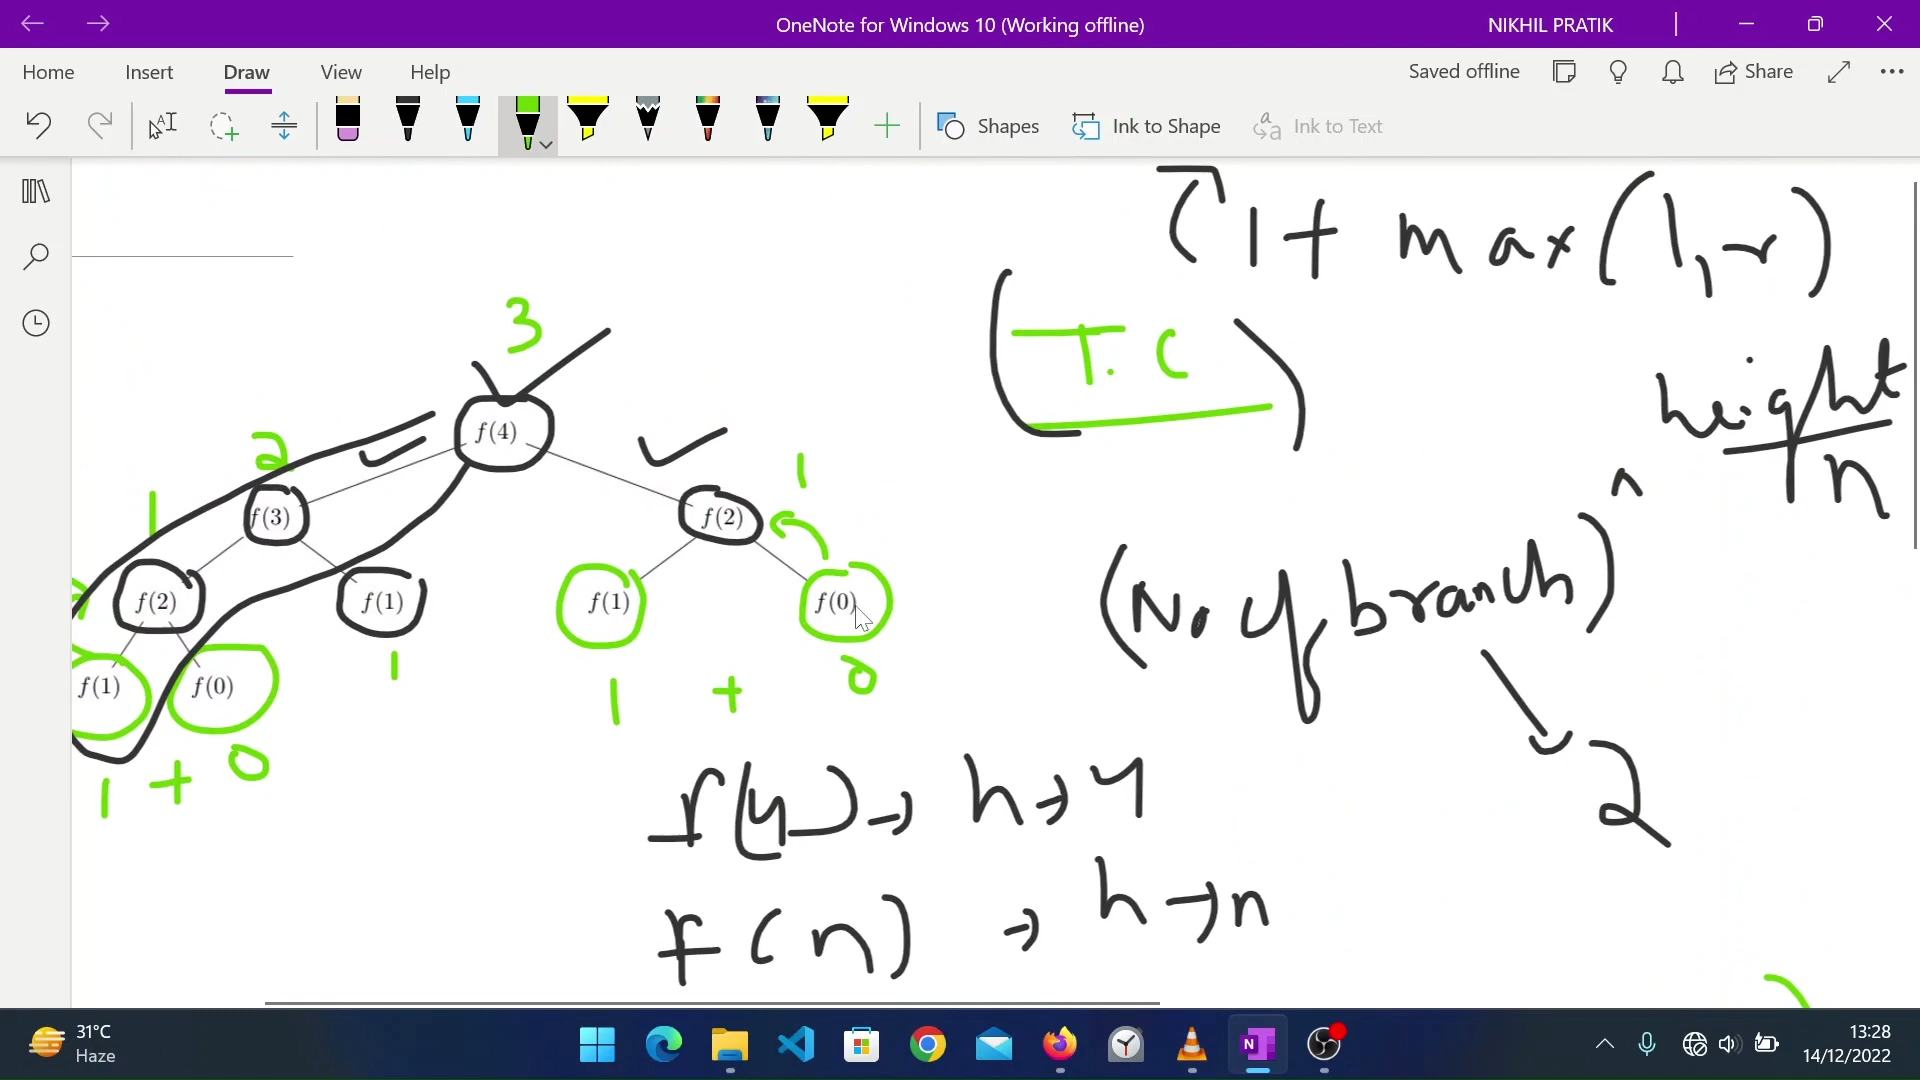 OneNote for Windows 10 (Working offline)
NIKHIL PRATIK
Home Insert Draw View Help
Saved offline
Share
Shapes
Ink to Shape
Ink to Text
1 + max(l, r)
T.C
3
height
n
f(4)
2
1
f(3)
f(2)
1
^
(No of branch)
f(2)
f(1)
f(1)
f(0)
1
1 + 0
f(1)
f(0)
1 + 0
2
f(4) → h → 4
f(n) → h → n
31°C
Haze
13:28
14/12/2022